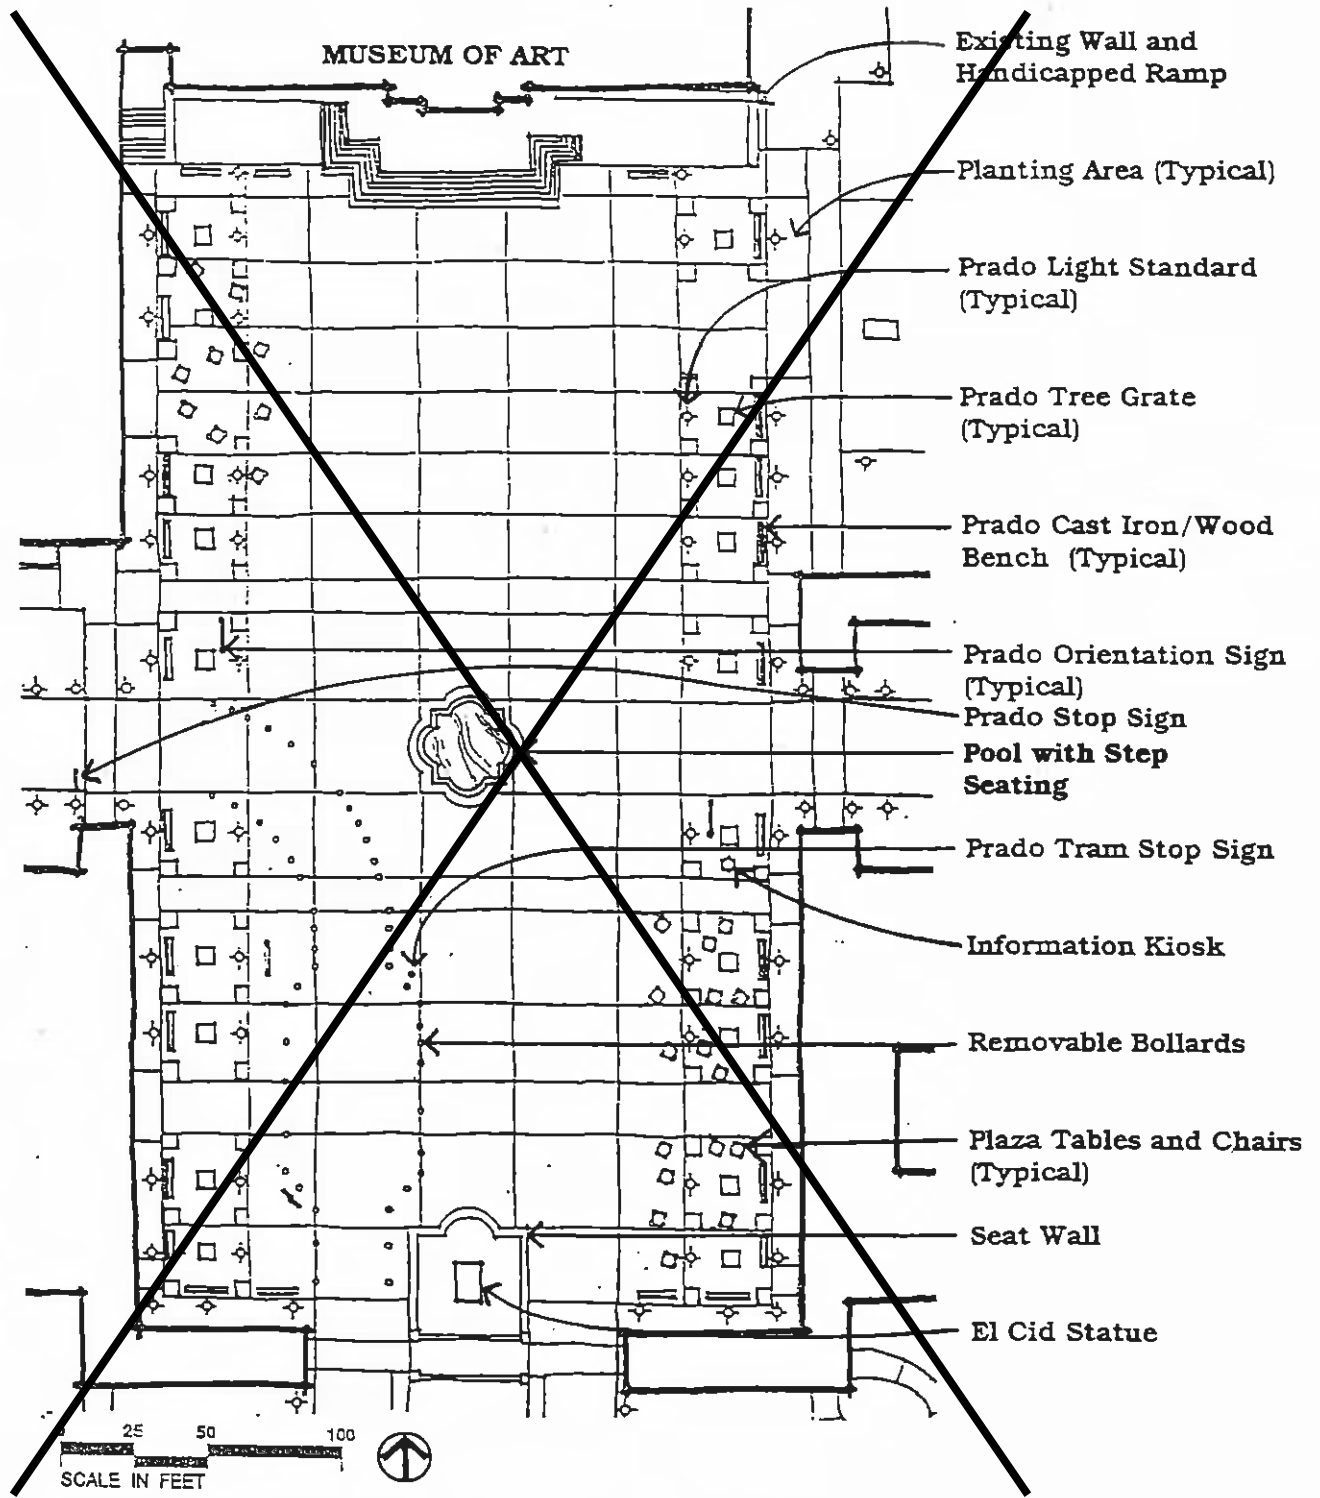 MUSEUM OF ART
Existing Wall and
Handicapped Ramp
Planting Area (Typical)
Prado Light Standard
(Typical)
Prado Tree Grate
(Typical)
Prado Cast Iron/Wood
Bench (Typical)
Prado Orientation Sign
(Typical)
Prado Stop Sign
Pool with Step
Seating
Prado Tram Stop Sign
Information Kiosk
Removable Bollards
Plaza Tables and Chairs
(Typical)
Seat Wall
El Cid Statue
25 50 100
SCALE IN FEET